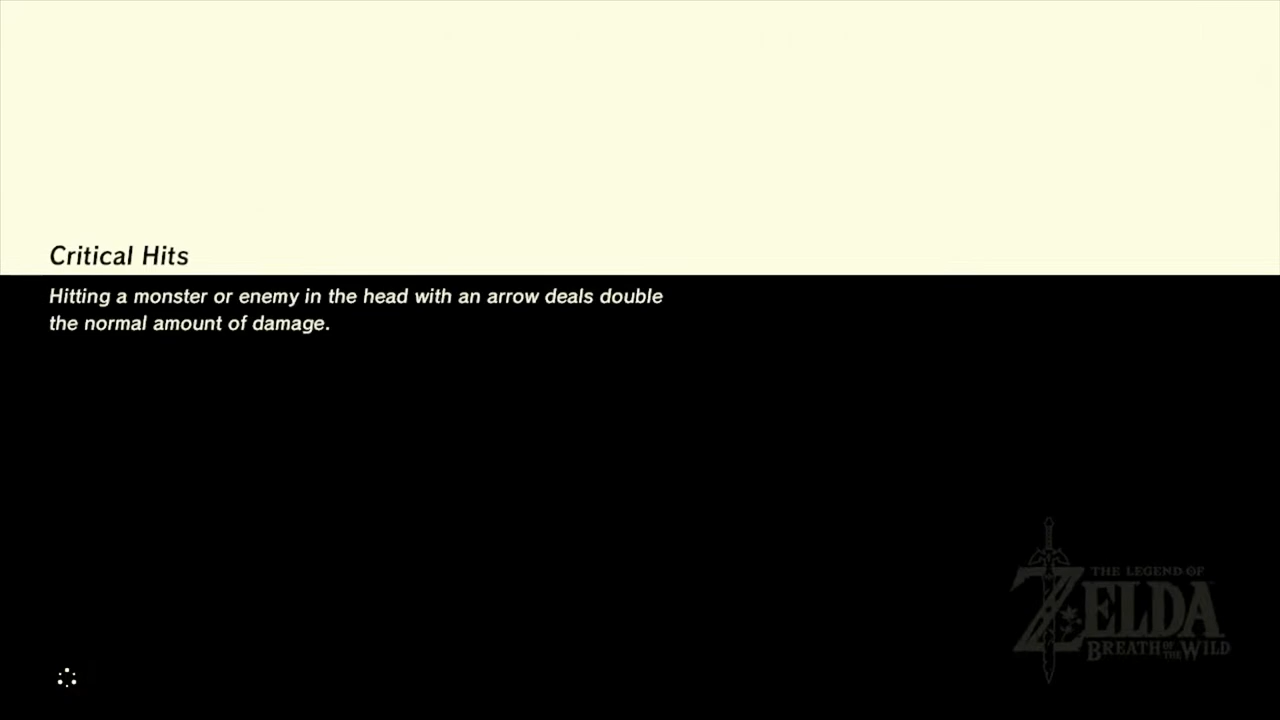 Critical Hits
Hitting a monster or enemy in the head with an arrow deals double
the normal amount of damage.
THE LEGEND OF
ZELDA
BREATH OF THE WILD